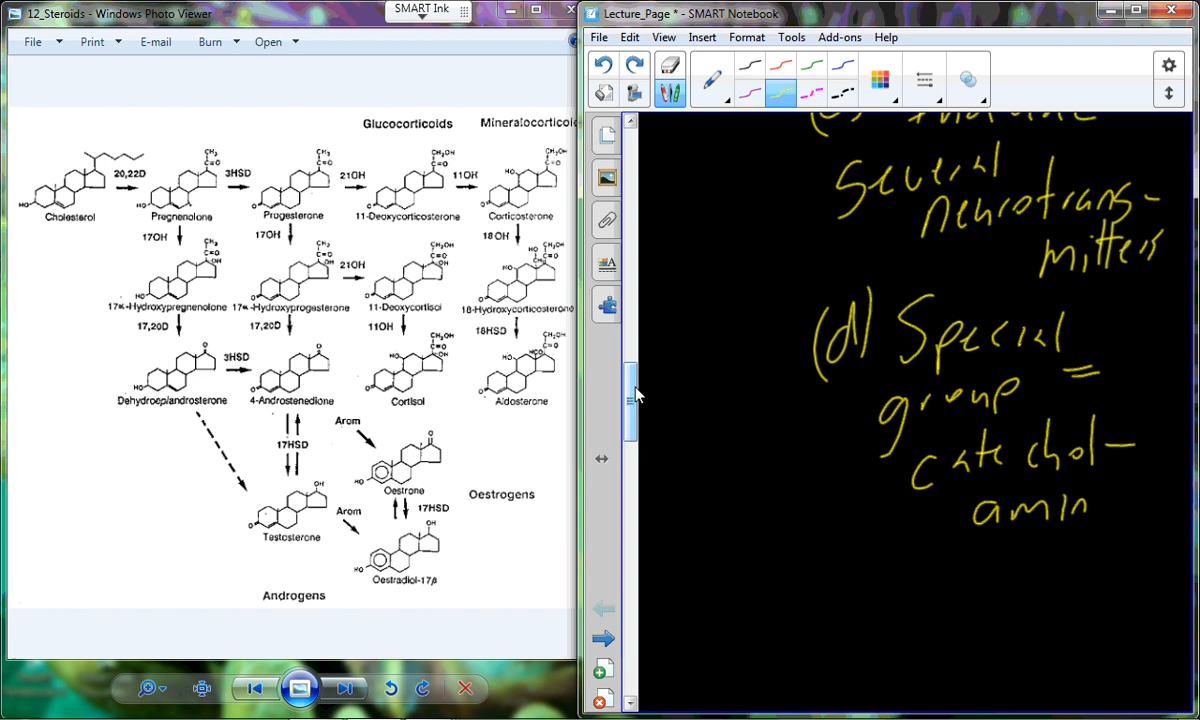 12_Steroids - Windows Photo Viewer
SMART Ink
File Print E-mail Burn Open
Glucocorticoids Mineralocorticoi
Cholesterol
20,22D
Pregnenolone
3HSD
Progesterone
21OH
11-Deoxycorticosterone
11OH
Corticosterone
17OH
17OH
18OH
17α-Hydroxypregnenolone
17α-Hydroxyprogesterone
21OH
11-Deoxycortisol
18-Hydroxycorticosterone
17,20D
17,20D
11OH
18HSD
Dehydroepiandrosterone
3HSD
4-Androstenedione
Cortisol
Aldosterone
17HSD
Arom
Oestrone
Oestrogens
17HSD
Testosterone
Arom
Oestradiol-17β
Androgens
Lecture_Page * - SMART Notebook
File Edit View Insert Format Tools Add-ons Help
Several
neurotrans-
mitters
(d) Special
group
catechol-
amin